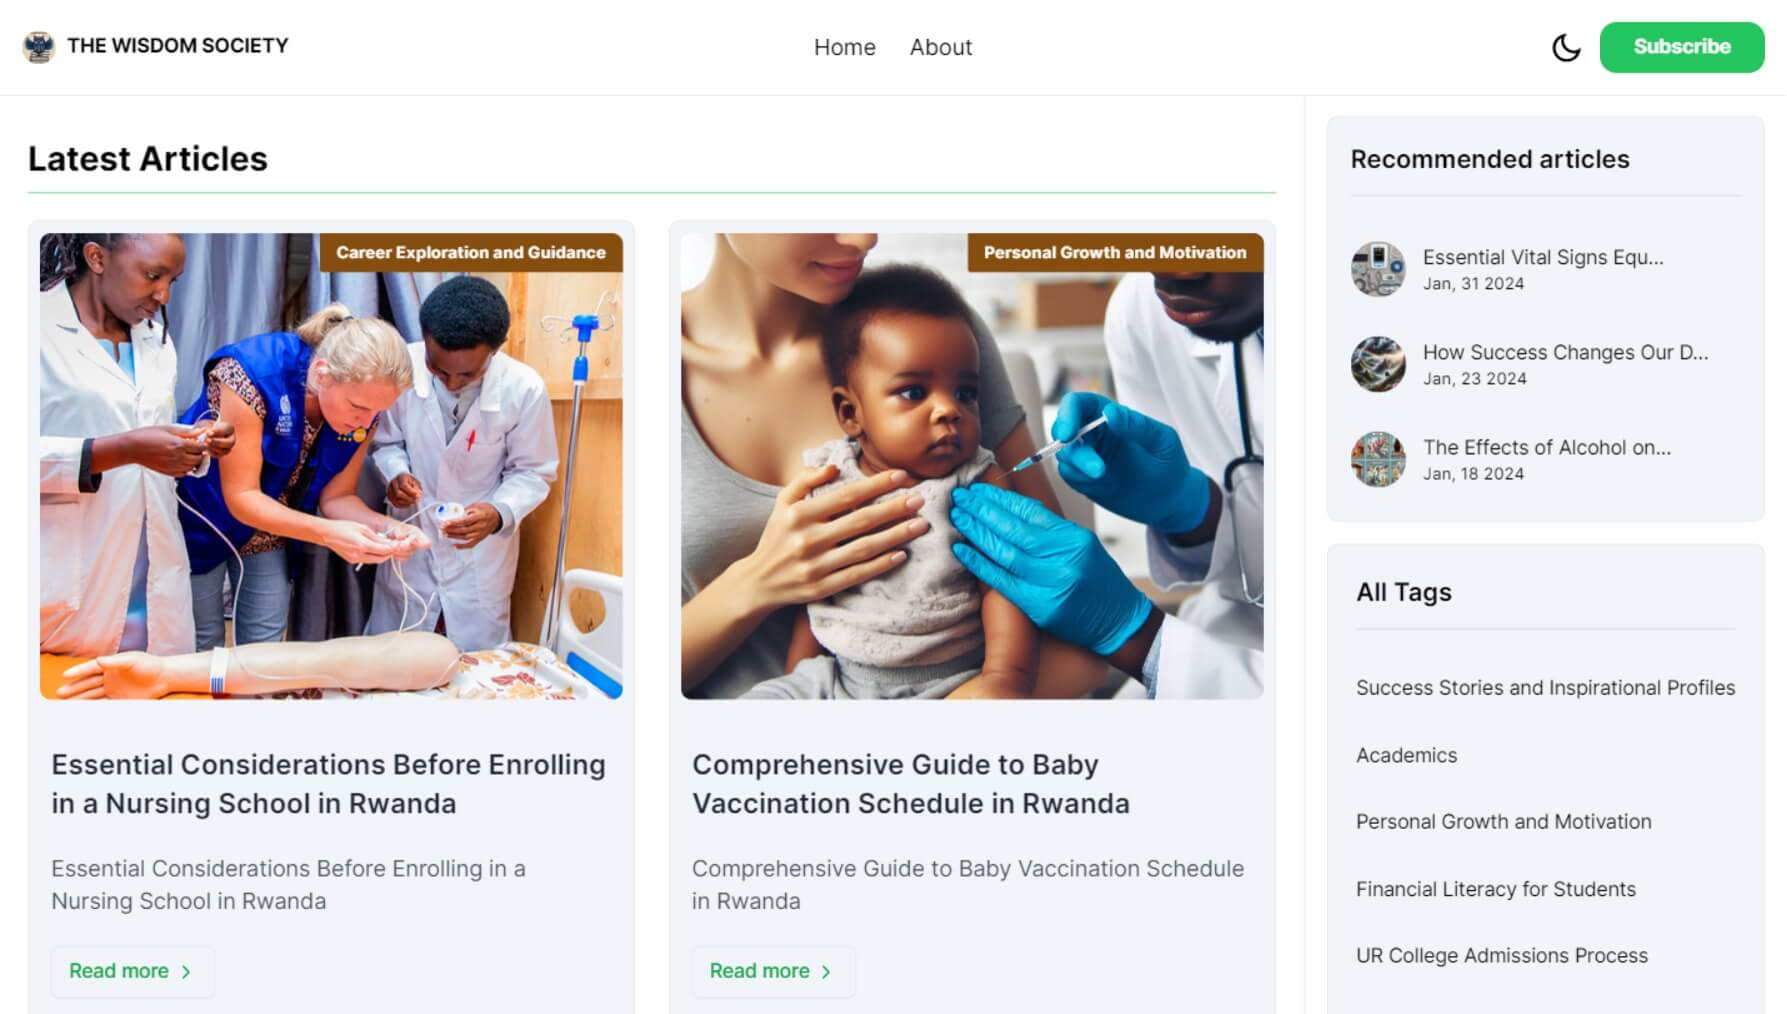 THE WISDOM SOCIETY
Home
About
Subscribe
Latest Articles
Career Exploration and Guidance
Essential Considerations Before Enrolling
in a Nursing School in Rwanda
Essential Considerations Before Enrolling in a
Nursing School in Rwanda
Read more
Personal Growth and Motivation
Comprehensive Guide to Baby
Vaccination Schedule in Rwanda
Comprehensive Guide to Baby Vaccination Schedule
in Rwanda
Read more
Recommended articles
Essential Vital Signs Equ...
Jan, 31 2024
How Success Changes Our D...
Jan, 23 2024
The Effects of Alcohol on...
Jan, 18 2024
All Tags
Success Stories and Inspirational Profiles
Academics
Personal Growth and Motivation
Financial Literacy for Students
UR College Admissions Process